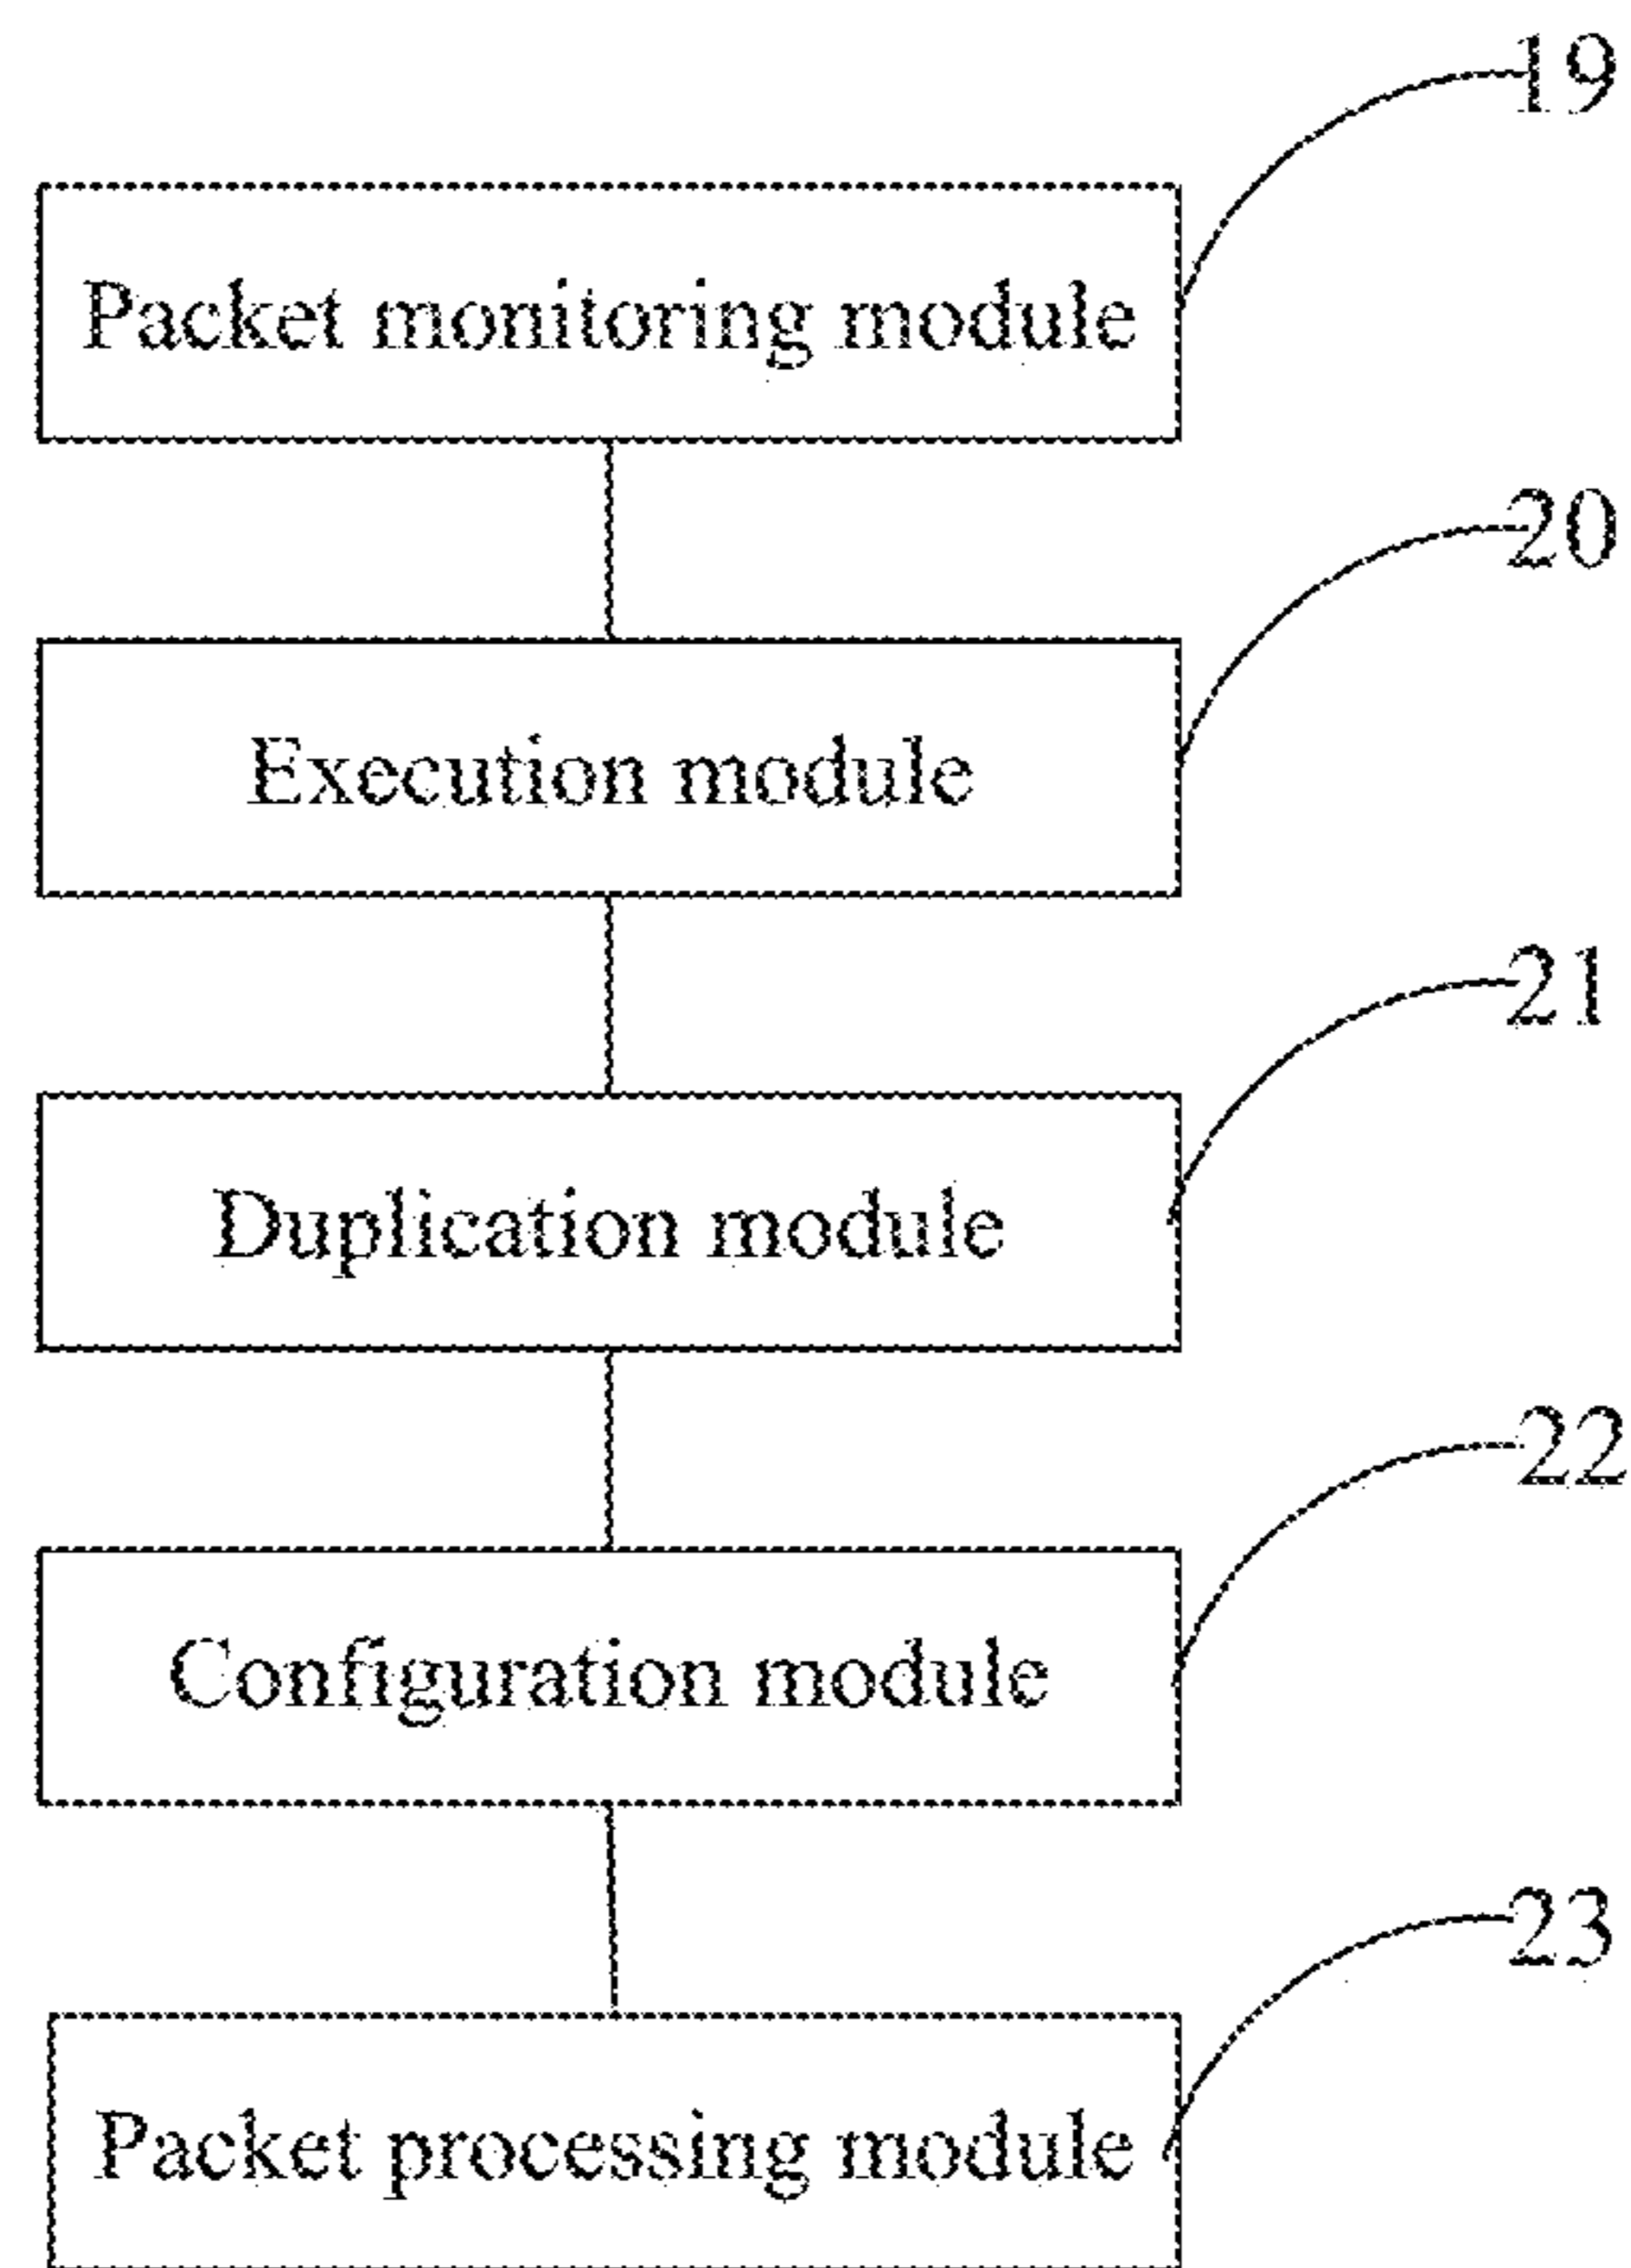 19
Packet monitoring module
20
Execution module
21
Duplication module
22
Configuration module
23
Packet processing module